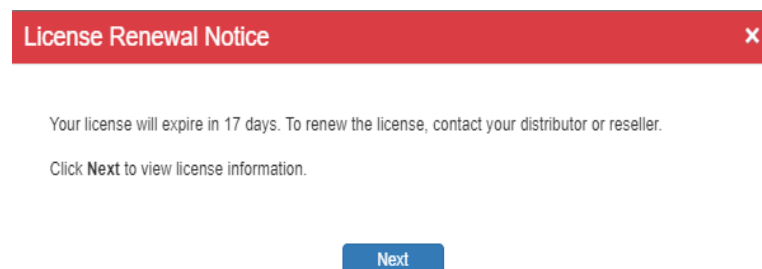 License Renewal Notice ×
Your license will expire in 17 days. To renew the license, contact your distributor or reseller.
Click Next to view license information.
Next